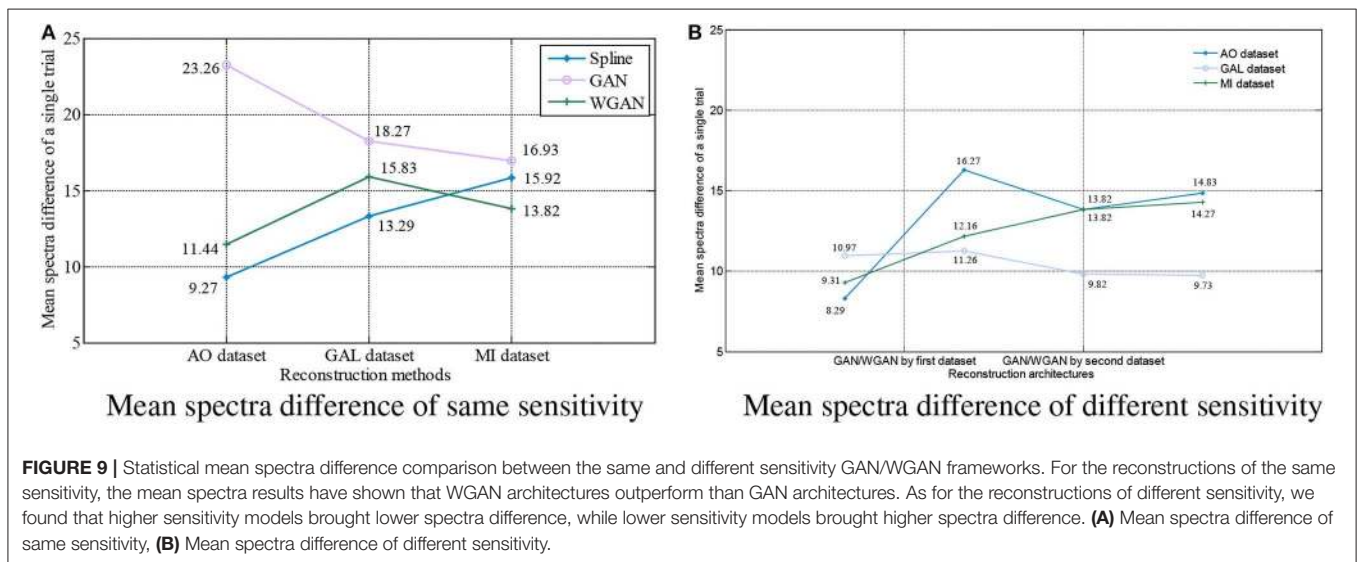 A
25
20
15
10
5
Mean spectra difference of a single trial
Spline
GAN
WGAN
23.26
18.27
16.93
15.83
15.92
13.82
13.29
11.44
9.27
AO dataset GAL dataset MI dataset
Reconstruction methods
Mean spectra difference of same sensitivity
B
25
20
15
10
5
Mean spectra difference of a single trial
AO dataset
GAL dataset
MI dataset
16.27
14.83
13.82
13.82
14.27
12.16
10.97
11.26
9.31
9.82
9.73
8.29
GAN/WGAN by first dataset GAN/WGAN by second dataset
Reconstruction architectures
Mean spectra difference of different sensitivity
FIGURE 9 | Statistical mean spectra difference comparison between the same and different sensitivity GAN/WGAN frameworks. For the reconstructions of the same
sensitivity, the mean spectra results have shown that WGAN architectures outperform than GAN architectures. As for the reconstructions of different sensitivity, we
found that higher sensitivity models brought lower spectra difference, while lower sensitivity models brought higher spectra difference. (A) Mean spectra difference of
same sensitivity, (B) Mean spectra difference of different sensitivity.